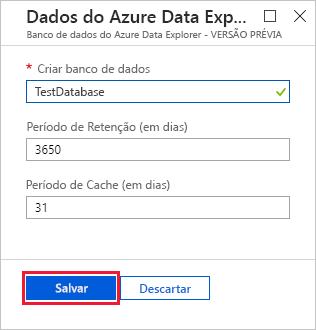 Dados do Azure Data Exp...
Banco de dados do Azure Data Explorer - VERSÃO PRÉVIA
* Criar banco de dados
TestDatabase
Período de Retenção (em dias)
3650
Período de Cache (em dias)
31
Salvar
Descartar